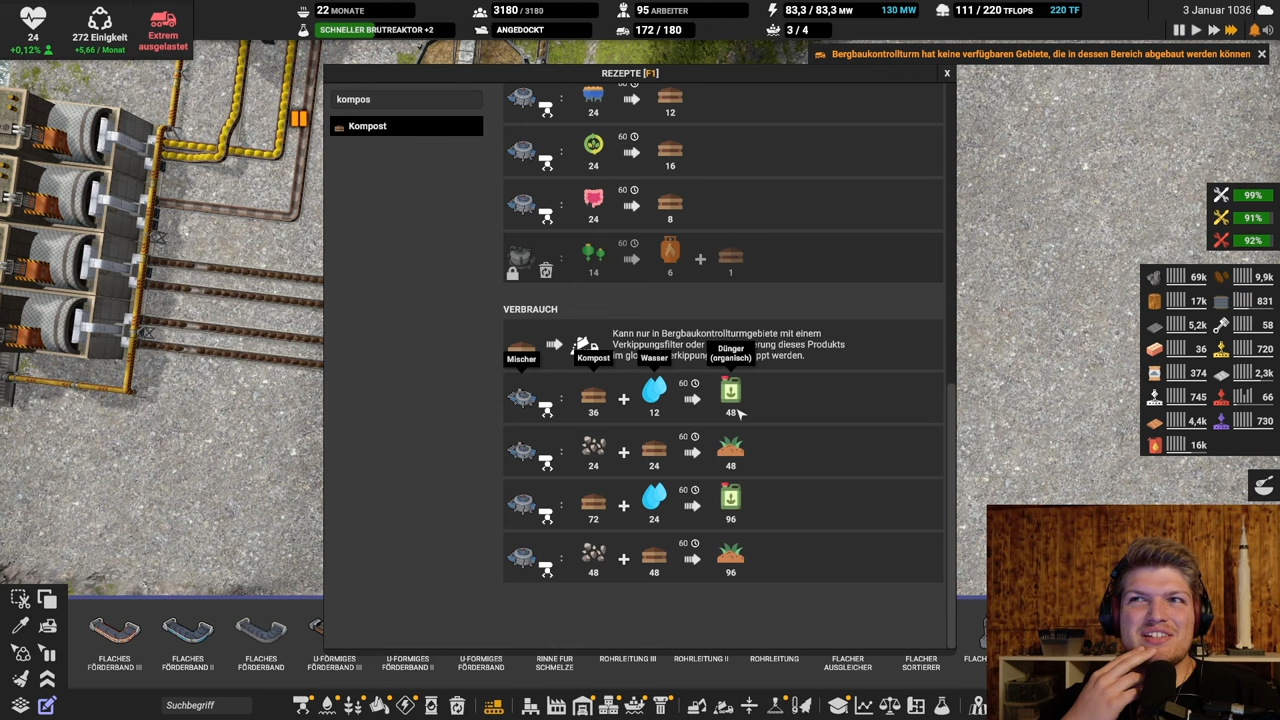 24
+0,12%
272 Einigkeit
+5,66 / Monat
Extrem
ausgelastet
22 MONATE
SCHNELLER BRUTREAKTOR +2
3180 / 3180
ANGEDOCKT
95 ARBEITER
172 / 180
83,3 / 83,3 MW
130 MW
3 / 4
111 / 220 TFLOPS
220 TF
3 Januar 1036
Bergbaukontrollturm hat keine verfügbaren Gebiete, die in dessen Bereich abgebaut werden können
REZEPTE [F1]
X
kompos
Kompost
:
24
12
60
:
24
16
60
:
24
8
60
:
14
6
+
1
VERBRAUCH
Kann nur in Bergbaukontrollturmgebiete mit einem
Verkippungsfilter oder
erung dieses Produkts
im gl
ppt werden.
Mischer
Kompost
Wasser
Dünger
(organisch)
60
:
36
+
12
48
60
:
24
+
24
48
60
:
72
+
24
96
60
:
48
+
48
96
99%
91%
92%
69k
9,9k
17k
831
5,2k
58
36
720
374
2,3k
745
66
4,4k
730
16k
FLACHES
FÖRDERBAND III
FLACHES
FÖRDERBAND II
FLACHES
FÖRDERBAND
U-FÖRMIGES
FÖRDERBAND III
U-FÖRMIGES
FÖRDERBAND II
U-FÖRMIGES
FÖRDERBAND
RINNE FÜR
SCHMELZE
ROHRLEITUNG III
ROHRLEITUNG II
ROHRLEITUNG
FLACHER
AUSGLEICHER
FLACHER
SORTIERER
Suchbegriff